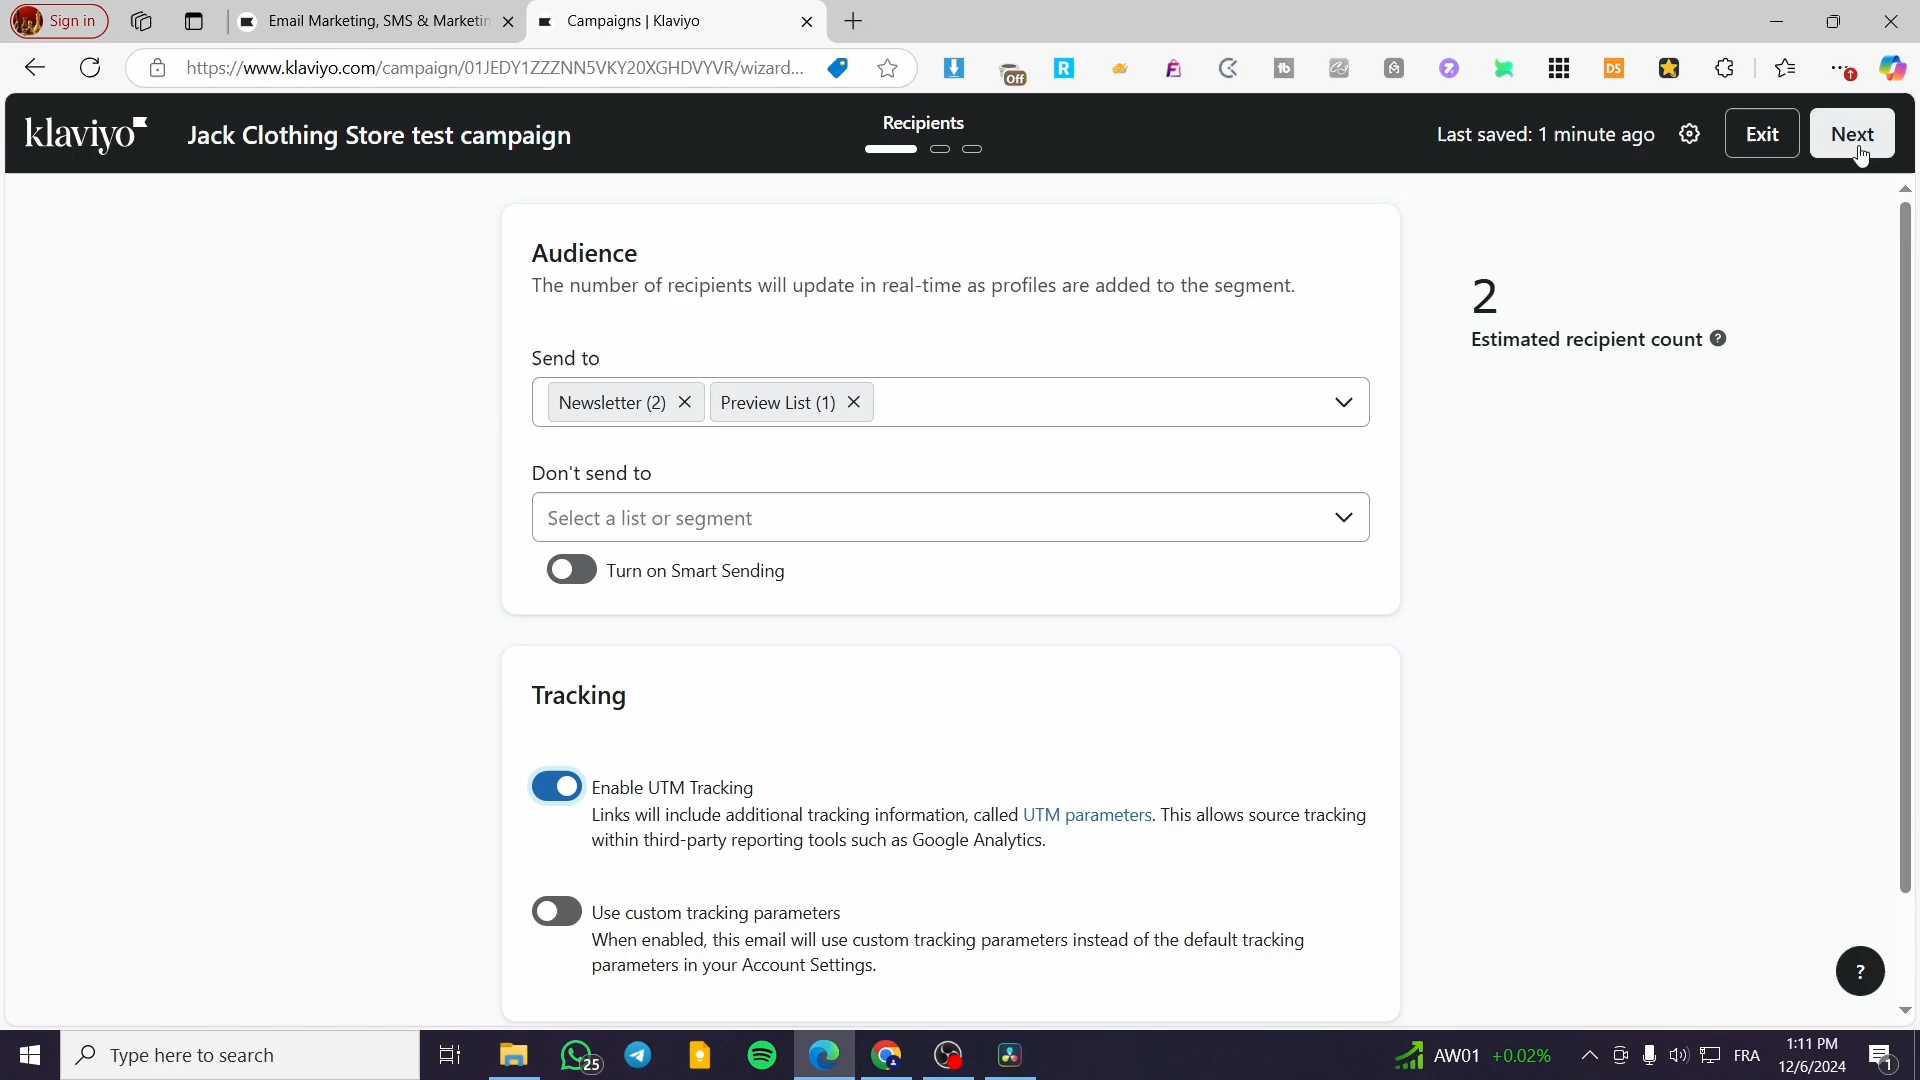 Sign in
Email Marketing, SMS & Marketin
Campaigns | Klaviyo
https://www.klaviyo.com/campaign/01JEDY1ZZZNN5VKY20XGHDVYVR/wizard...
Off
R
tb
DS
klaviyo
Jack Clothing Store test campaign
Recipients
Last saved: 1 minute ago
Exit
Next
Audience
The number of recipients will update in real-time as profiles are added to the segment.
2
Estimated recipient count ?
Send to
Newsletter (2)
Preview List (1)
Don't send to
Select a list or segment
Turn on Smart Sending
Tracking
Enable UTM Tracking
Links will include additional tracking information, called UTM parameters. This allows source tracking
within third-party reporting tools such as Google Analytics.
Use custom tracking parameters
When enabled, this email will use custom tracking parameters instead of the default tracking
parameters in your Account Settings.
?
Type here to search
25
AW01 +0.02%
FRA
1:11 PM
12/6/2024
1